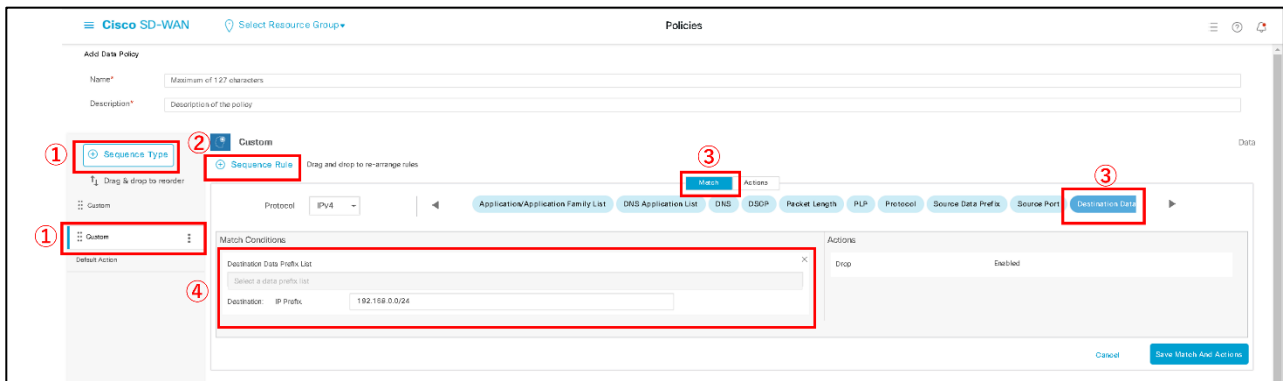 Cisco SD-WAN
Select Resource Group
Policies
Add Data Policy
Name*
Maximum of 127 characters
Description*
Description of the policy
① Sequence Type
Drag & drop to reorder
Custom
① Custom
Default Action
② Custom
Data
Sequence Rule Drag and drop to re-arrange rules
③ Match Actions
Protocol IPv4
Application/Application Family List DNS Application List DNS DSCP Packet Length PLP Protocol Source Data Prefix Source Port Destination Data
③
Match Conditions
Actions
④ Destination Data Prefix List
Select a data prefix list
Destination: IP Prefix 192.168.0.0/24
Drop Enabled
Cancel Save Match And Actions